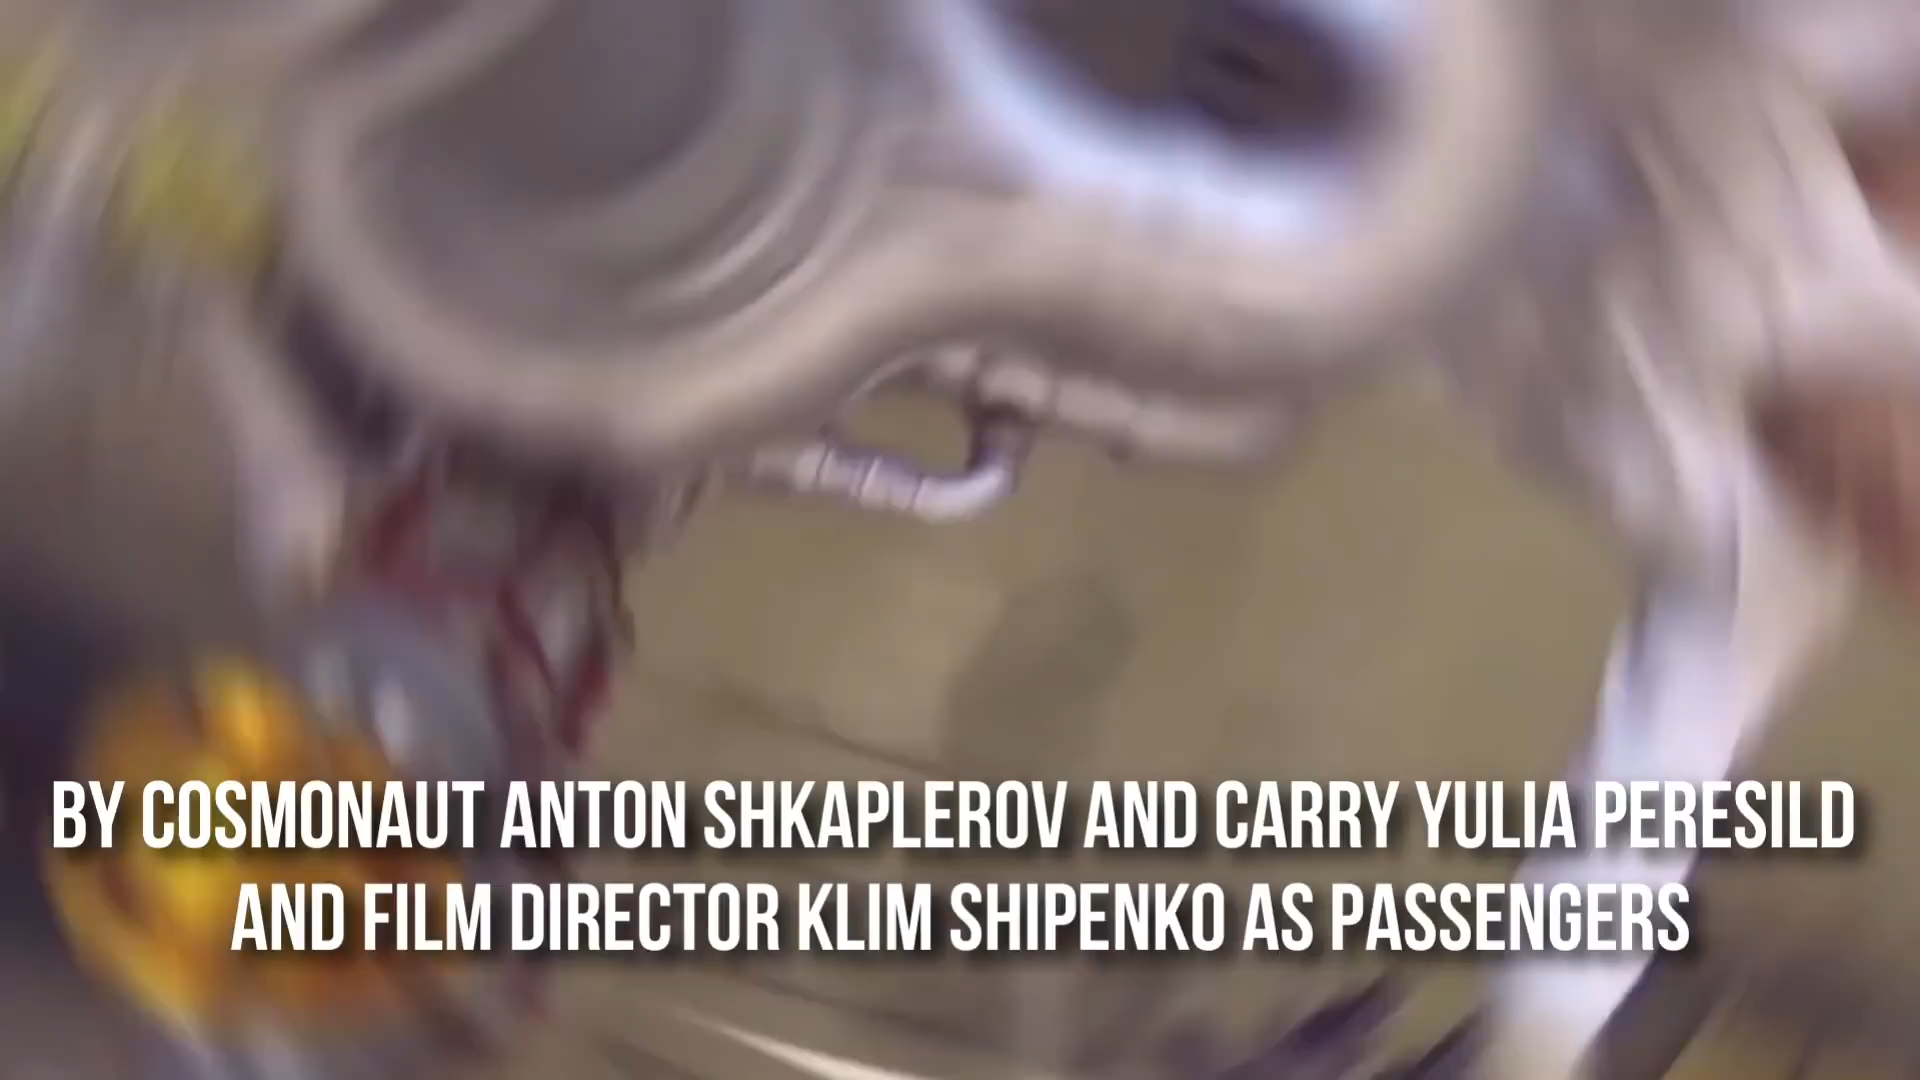 BY COSMONAUT ANTON SHKAPLEROV AND CARRY YULIA PERESILD
AND FILM DIRECTOR KLIM SHIPENKO AS PASSENGERS